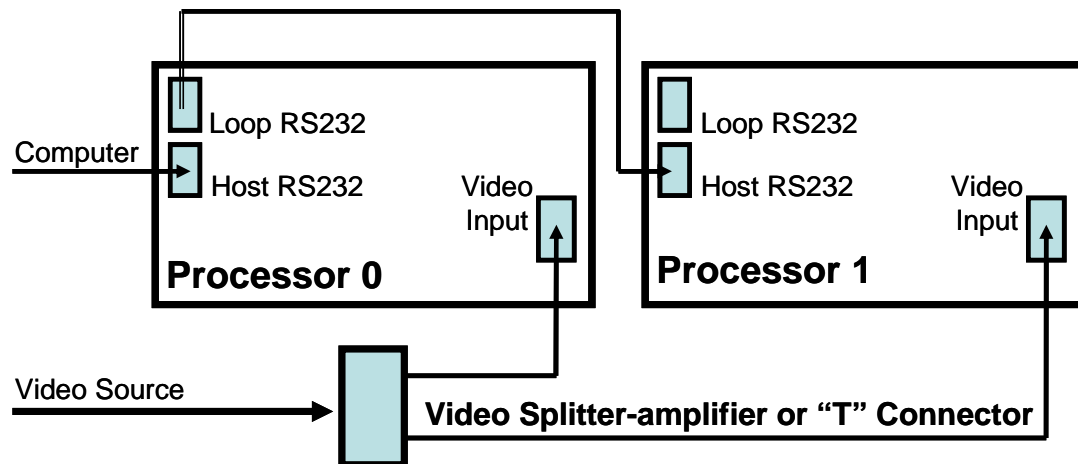 Loop RS232
Loop RS232
Computer
Host RS232
Host RS232
Video
Input
Video
Input
Processor 0
Processor 1
Video Source
Video Splitter-amplifier or “T” Connector